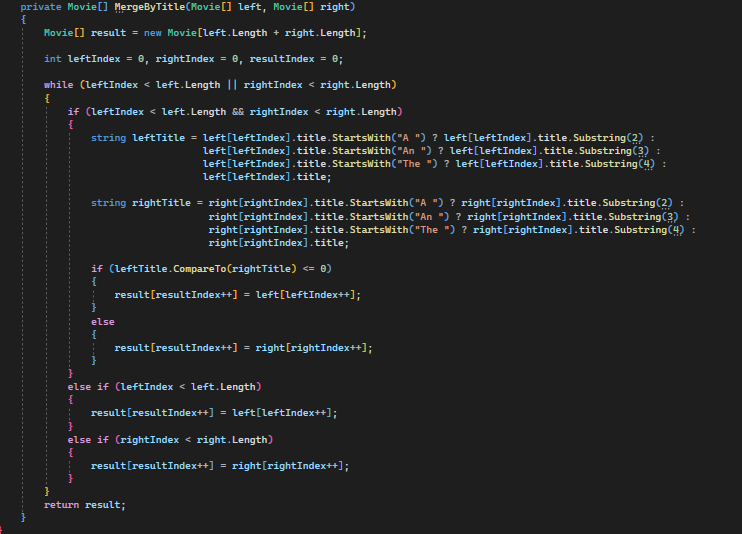 private Movie[] MergeByTitle(Movie[] left, Movie[] right)
{
Movie[] result = new Movie[left.Length + right.Length];
int leftIndex = 0, rightIndex = 0, resultIndex = 0;
while (leftIndex < left.Length || rightIndex < right.Length)
{
if (leftIndex < left.Length && rightIndex < right.Length)
{
string leftTitle = left[leftIndex].title.StartsWith("A ") ? left[leftIndex].title.Substring(2) :
left[leftIndex].title.StartsWith("An ") ? left[leftIndex].title.Substring(3) :
left[leftIndex].title.StartsWith("The ") ? left[leftIndex].title.Substring(4) :
left[leftIndex].title;
string rightTitle = right[rightIndex].title.StartsWith("A ") ? right[rightIndex].title.Substring(2) :
right[rightIndex].title.StartsWith("An ") ? right[rightIndex].title.Substring(3) :
right[rightIndex].title.StartsWith("The ") ? right[rightIndex].title.Substring(4) :
right[rightIndex].title;
if (leftTitle.CompareTo(rightTitle) <= 0)
{
result[resultIndex++] = left[leftIndex++];
}
else
{
result[resultIndex++] = right[rightIndex++];
}
}
else if (leftIndex < left.Length)
{
result[resultIndex++] = left[leftIndex++];
}
else if (rightIndex < right.Length)
{
result[resultIndex++] = right[rightIndex++];
}
}
return result;
}
}